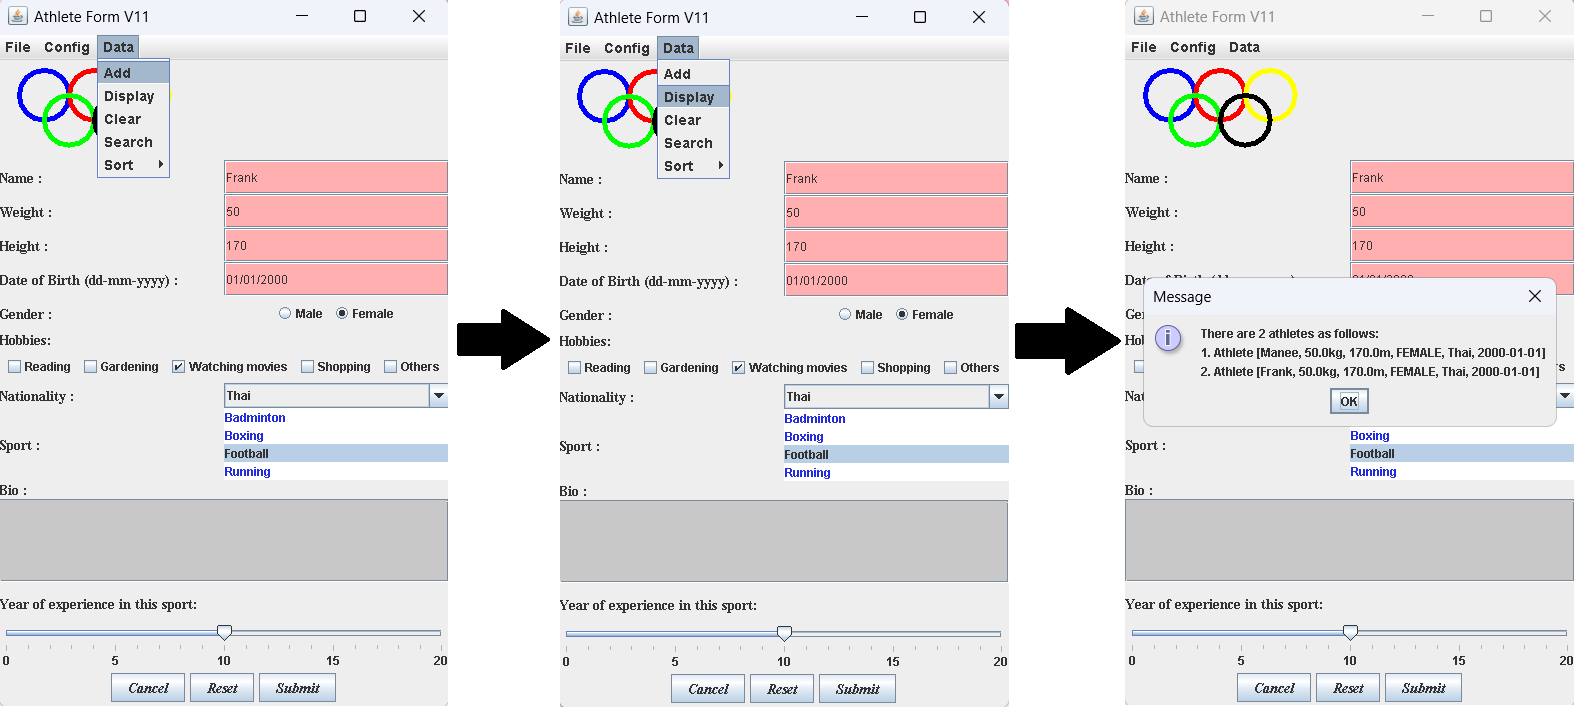 Athlete Form V11
File Config Data
Add
Display
Clear
Search
Sort
Name : Frank
Weight : 50
Height : 170
Date of Birth (dd-mm-yyyy) : 01/01/2000
Gender : Male Female
Hobbies:
Reading Gardening Watching movies Shopping Others
Nationality : Thai
Badminton
Boxing
Sport : Football
Running
Bio :
Year of experience in this sport:
0 5 10 15 20
Cancel Reset Submit
Athlete Form V11
File Config Data
Add
Display
Clear
Search
Sort
Name : Frank
Weight : 50
Height : 170
Date of Birth (dd-mm-yyyy) : 01/01/2000
Gender : Male Female
Hobbies:
Reading Gardening Watching movies Shopping Others
Nationality : Thai
Badminton
Boxing
Sport : Football
Running
Bio :
Year of experience in this sport:
0 5 10 15 20
Cancel Reset Submit
Athlete Form V11
File Config Data
Name : Frank
Weight : 50
Height : 170
Message
There are 2 athletes as follows:
1. Athlete [Manee, 50.0kg, 170.0m, FEMALE, Thai, 2000-01-01]
2. Athlete [Frank, 50.0kg, 170.0m, FEMALE, Thai, 2000-01-01]
OK
Boxing
Sport : Football
Running
Bio :
Year of experience in this sport:
0 5 10 15 20
Cancel Reset Submit